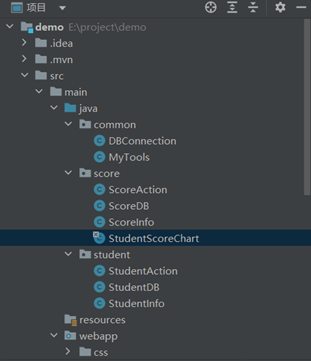 项目
demo E:\project\demo
.idea
.mvn
src
main
java
common
DBConnection
MyTools
score
ScoreAction
ScoreDB
ScoreInfo
StudentScoreChart
student
StudentAction
StudentDB
StudentInfo
resources
webapp
css